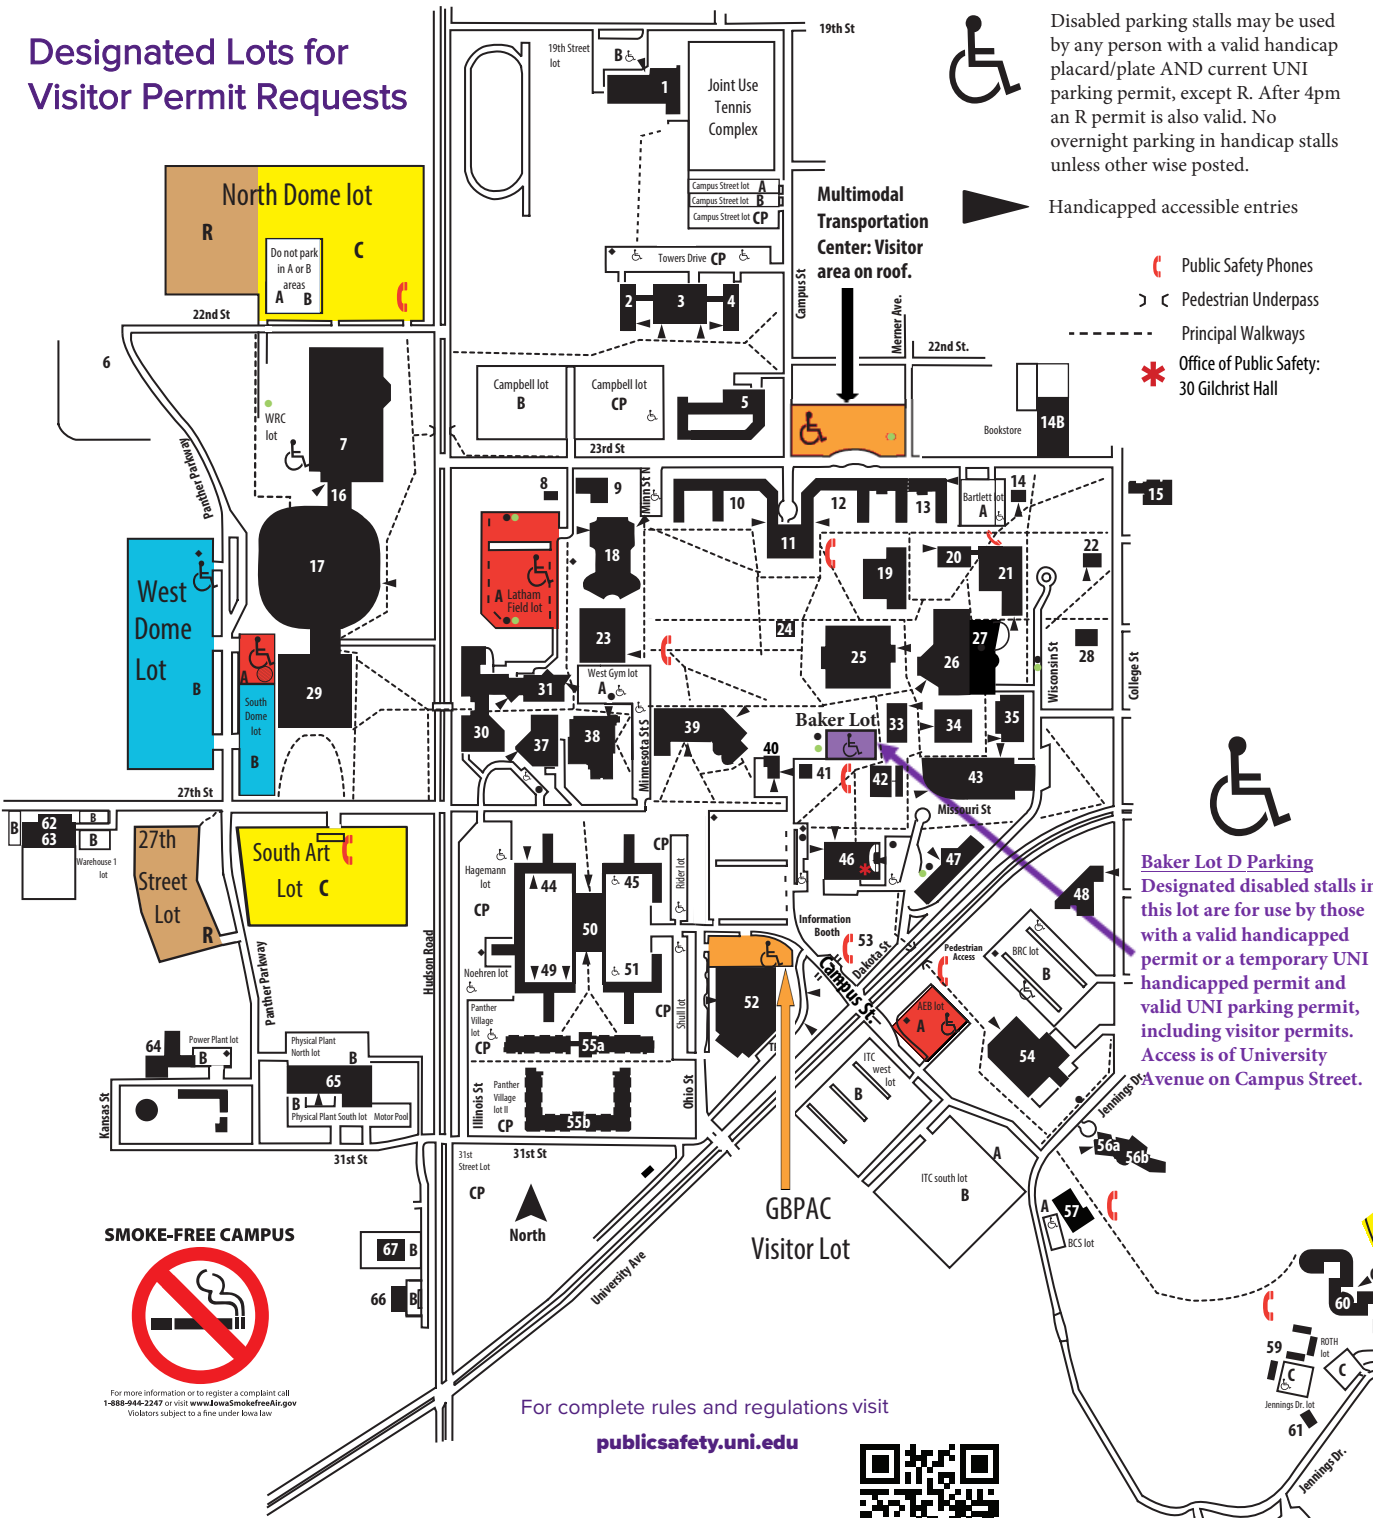 Designated Lots for
Visitor Permit Requests
19th St
19th Street
lot
B
1
Joint Use
Tennis
Complex
Disabled parking stalls may be used
by any person with a valid handicap
placard/plate AND current UNI
parking permit, except R. After 4pm
an R permit is also valid. No
overnight parking in handicap stalls
unless other wise posted.
Handicapped accessible entries
Public Safety Phones
Pedestrian Underpass
Principal Walkways
Office of Public Safety:
30 Gilchrist Hall
North Dome lot
R
C
Do not park
in A or B
areas
A B
22nd St
Campus Street lot A
Campus Street lot B
Campus Street lot CP
Multimodal
Transportation
Center: Visitor
area on roof.
Towers Drive CP
2
3
4
Campus St
Merner Ave.
22nd St.
6
Panther Parkway
WRC
lot
7
16
17
Campbell lot
B
Campbell lot
CP
5
23rd St
Bookstore
14B
8
9
Minn St N
10
11
12
13
Bartlett lot
A
14
15
A Latham
Field lot
18
19
20
21
22
West
Dome
Lot
B
23
24
25
26
27
28
Wisconsin St
College St
A
South
Dome
lot
B
29
30
31
West Gym lot
A
37
38
Minnesota St S
39
40
Baker Lot
33
34
35
41
42
43
Missouri St
27th St
62
63
B
B
B
Warehouse 1
lot
27th
Street
Lot
R
South Art
Lot C
Panther Parkway
Hudson Road
Hagemann
lot
CP
44
45
CP
Rider lot
50
49
51
Noehren lot
CP
Shull lot
46
47
48
Information
Booth
53
Dakota St
Campus St.
Pedestrian
Access
BRC lot
B
Baker Lot D Parking
Designated disabled stalls in
this lot are for use by those
with a valid handicapped
permit or a temporary UNI
handicapped permit and
valid UNI parking permit,
including visitor permits.
Access is of University
Avenue on Campus Street.
52
AEB lot
A
54
Jennings Dr.
Panther
Village
lot
CP
55a
Panther
Village
lot II
CP
55b
Illinois St
Ohio St
ITC
west
lot
B
ITC south lot
B
A
56a
56b
57
A
BCS lot
64
Power Plant lot
B
Physical Plant
North lot
B
65
B
Physical Plant South lot Motor Pool
Kansas St
31st St
31st St
31st
Street Lot
CP
North
University Ave
GBPAC
Visitor Lot
67 B
66 B
SMOKE-FREE CAMPUS
For more information or to register a complaint call
1-888-944-2247 or visit www.IowaSmokefreeAir.gov
Violators subject to a fine under Iowa law
60
59
ROTH
lot
C
C
Jennings Dr. lot
61
Jennings Dr.
For complete rules and regulations visit
publicsafety.uni.edu